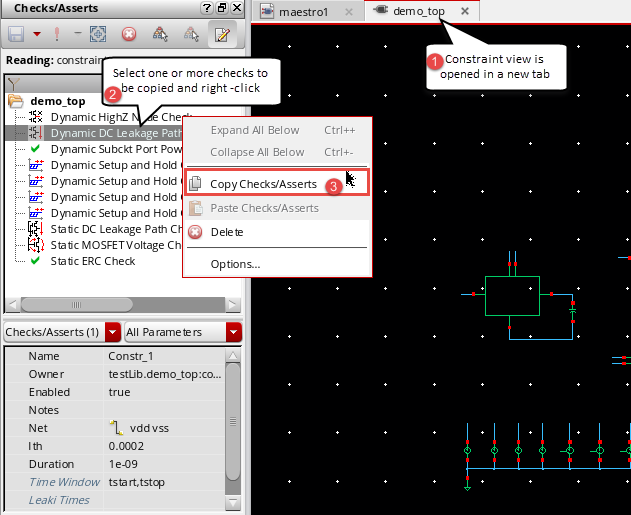 Checks/Asserts
maestro1
demo_top
Reading: constrain
Constraint view is
opened in a new tab
1
Select one or more checks to
be copied and right -click
2
demo_top
Dynamic HighZ Node Check
Dynamic DC Leakage Path
Dynamic Subckt Port Pow
Dynamic Setup and Hold
Dynamic Setup and Hold
Dynamic Setup and Hold
Dynamic Setup and Hold
Static DC Leakage Path Ch
Static MOSFET Voltage Ch
Static ERC Check
Expand All Below Ctrl++
Collapse All Below Ctrl+-
Copy Checks/Asserts 3
Paste Checks/Asserts
Delete
Options...
Checks/Asserts (1) All Parameters
Name Constr_1
Owner testLib.demo_top:co...
Enabled true
Notes
Net vdd vss
Ith 0.0002
Duration 1e-09
Time Window tstart,tstop
Leaki Times